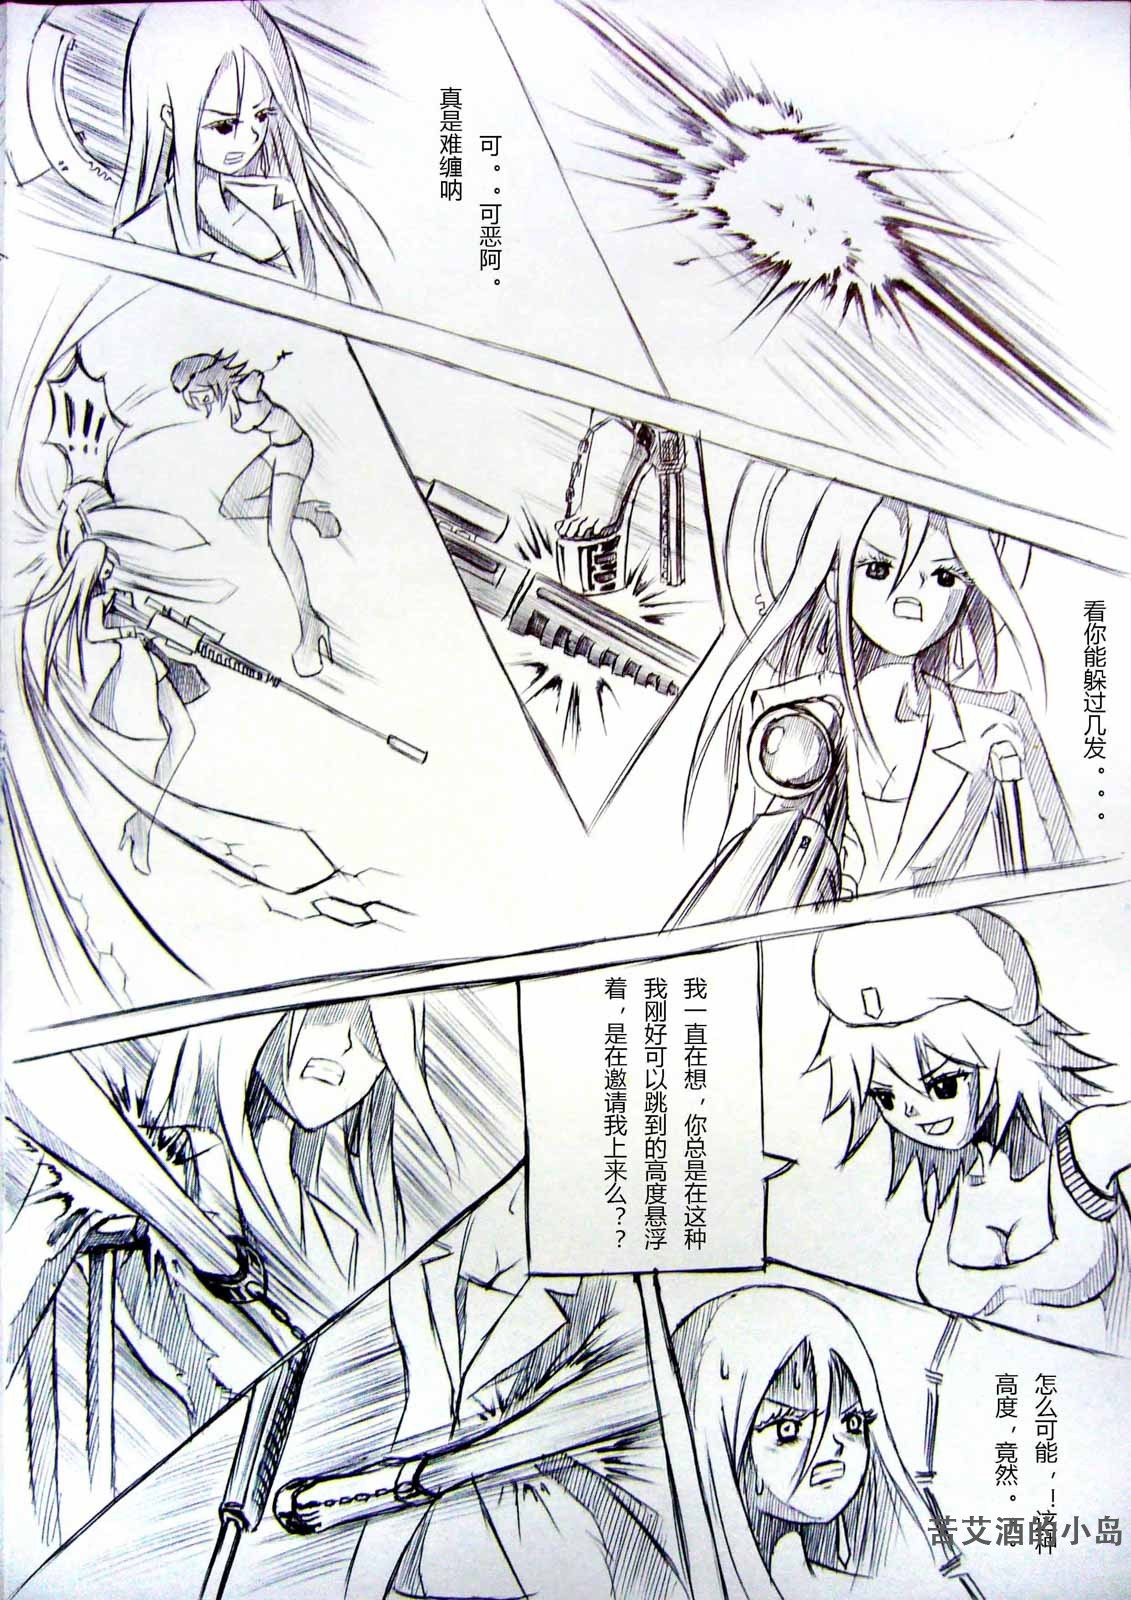 可。。可恶阿。
真是难缠呐
看你能躲过几发。。。
!!!
我一直在想，你总是在这种
我刚好可以跳到的高度悬浮
着，是在邀请我上来么？？
怎么可能，！这种
高度，竟然。
苦艾酒的小岛